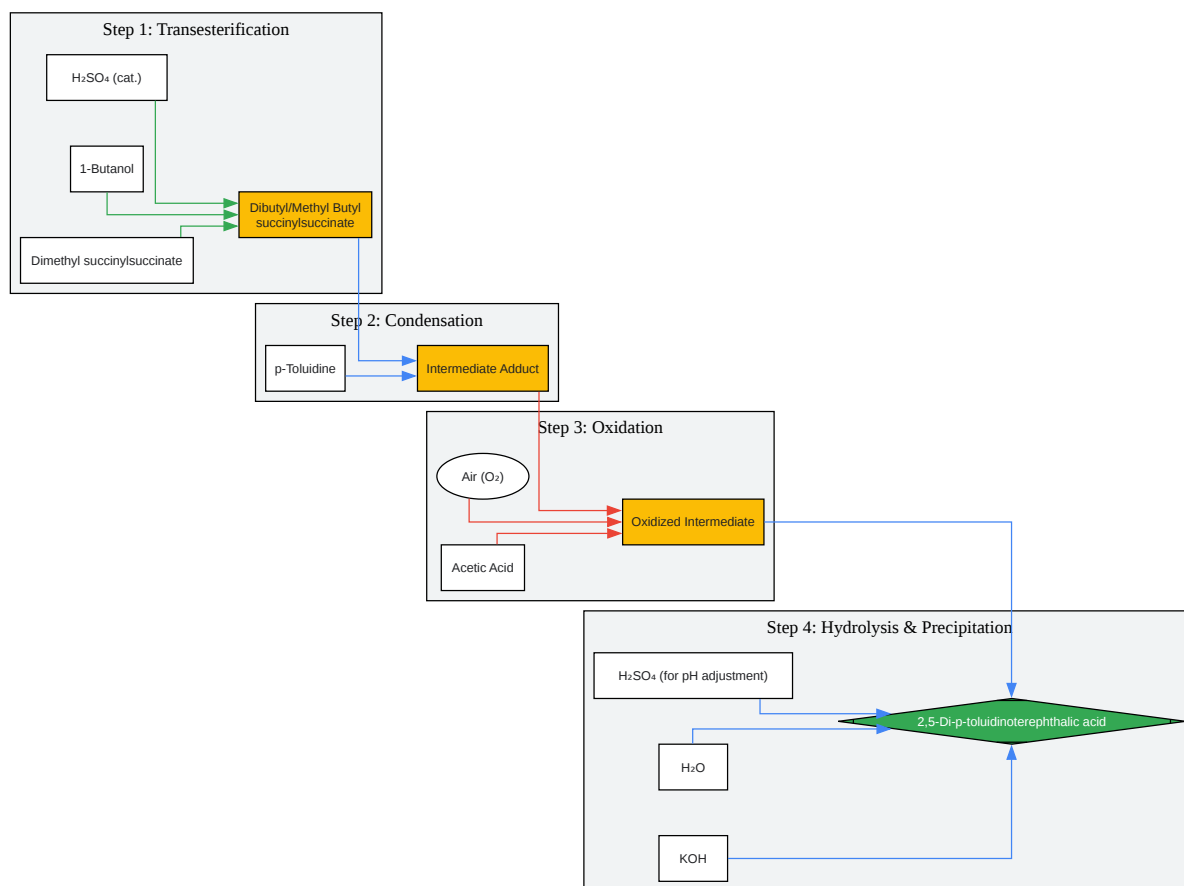 Step 1: Transesterification
H₂SO₄ (cat.)
1-Butanol
Dibutyl/Methyl Butyl
succinylsuccinate
Dimethyl succinylsuccinate
Step 2: Condensation
p-Toluidine
Intermediate Adduct
Step 3: Oxidation
Air (O₂)
Oxidized Intermediate
Acetic Acid
Step 4: Hydrolysis & Precipitation
H₂SO₄ (for pH adjustment)
2,5-Di-p-toluidinoterephthalic acid
H₂O
KOH